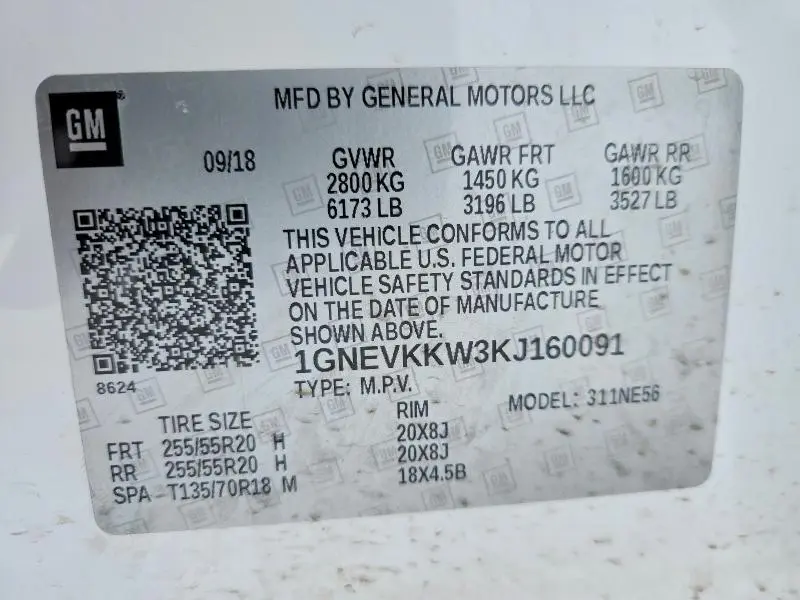 MFD BY GENERAL MOTORS LLC
GM
09/18 GVWR GAWR FRT GAWR RR
2800 KG 1450 KG 1600 KG
6173 LB 3196 LB 3527 LB
THIS VEHICLE CONFORMS TO ALL
APPLICABLE U.S. FEDERAL MOTOR
VEHICLE SAFETY STANDARDS IN EFFECT
ON THE DATE OF MANUFACTURE
SHOWN ABOVE.
1GNEVKKW3KJ160091
8624
TYPE: M.P.V. MODEL: 311NE56
TIRE SIZE RIM
FRT 255/55R20 H 20X8J
RR 255/55R20 H 20X8J
SPA T135/70R18 M 18X4.5B